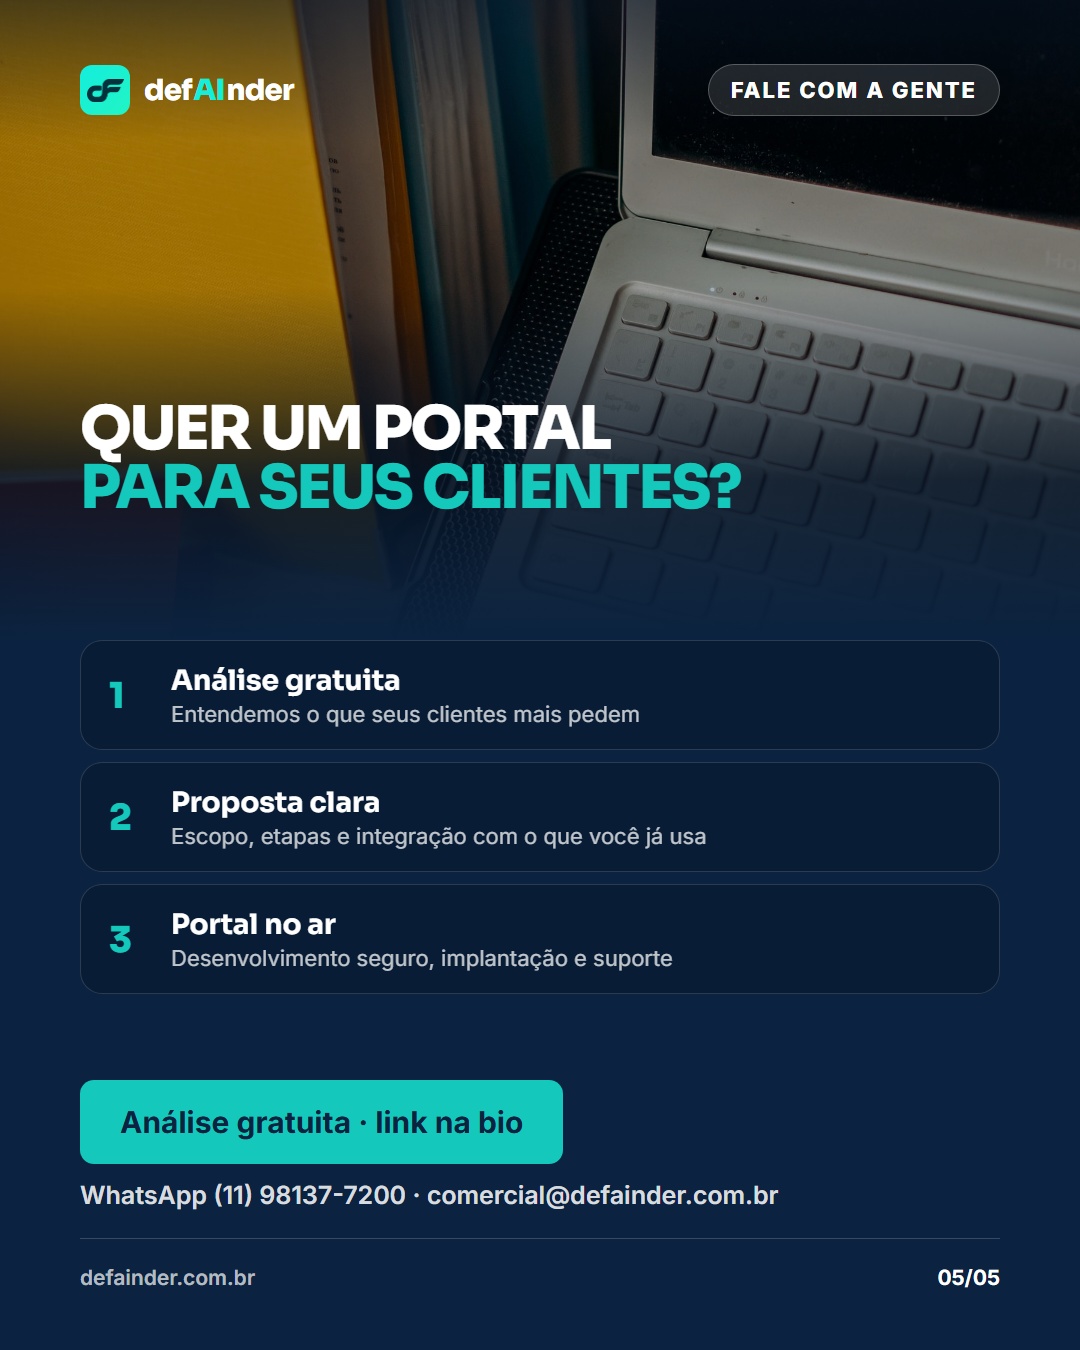 defAInder
FALE COM A GENTE
QUER UM PORTAL
PARA SEUS CLIENTES?
1
Análise gratuita
Entendemos o que seus clientes mais pedem
2
Proposta clara
Escopo, etapas e integração com o que você já usa
3
Portal no ar
Desenvolvimento seguro, implantação e suporte
Análise gratuita · link na bio
WhatsApp (11) 98137-7200 · comercial@defainder.com.br
defainder.com.br
05/05